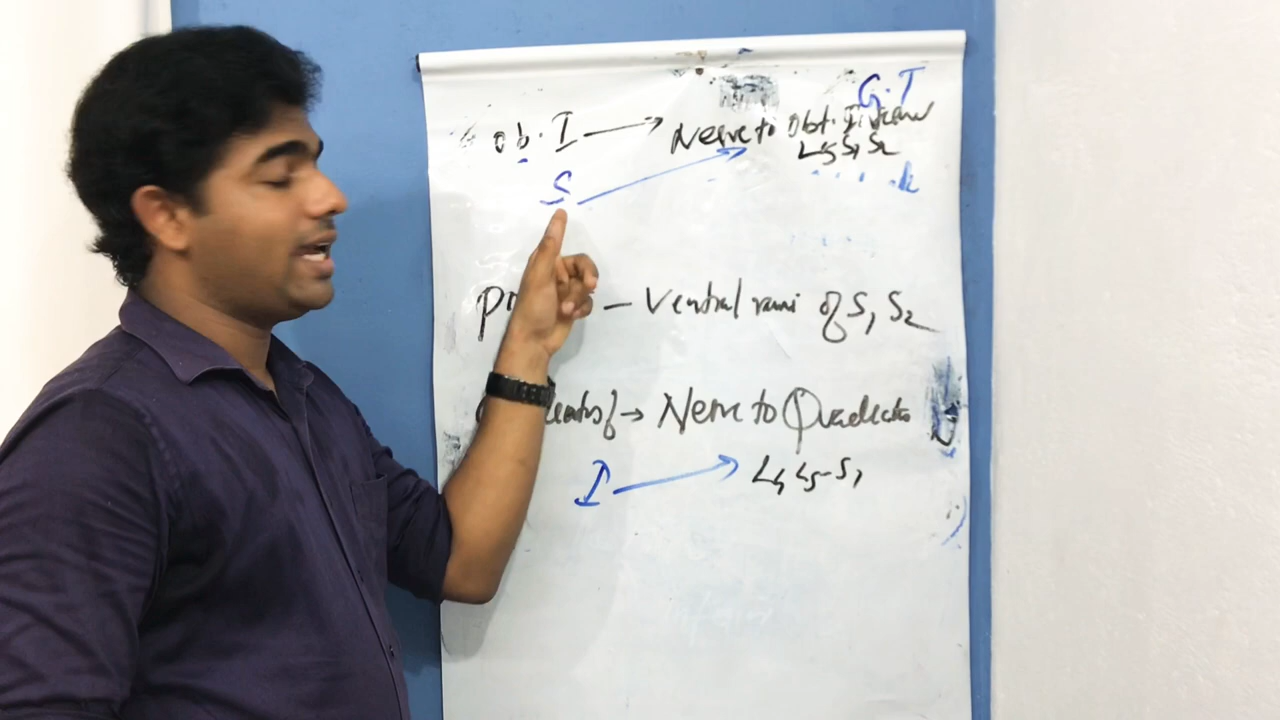 G.T
ob. I → Nerve to Obt. Internus
L5 S1 S2
S
— Ventral rami of S1 S2
→ Nerve to Quadratus
I → L4 L5-S1